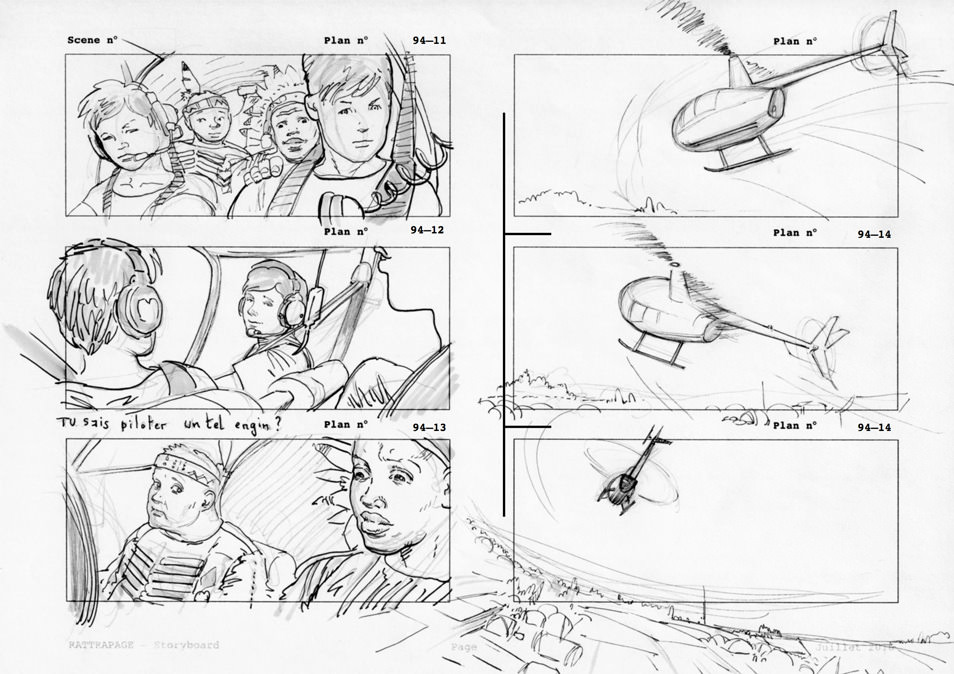 Scene n° Plan n° 94—11
Plan n° 94—12
TU sais piloter un tel engin ?
Plan n° 94—13
Plan n°
Plan n° 94—14
Plan n° 94—14
RATTRAPAGE - Storyboard
Page
Juillet